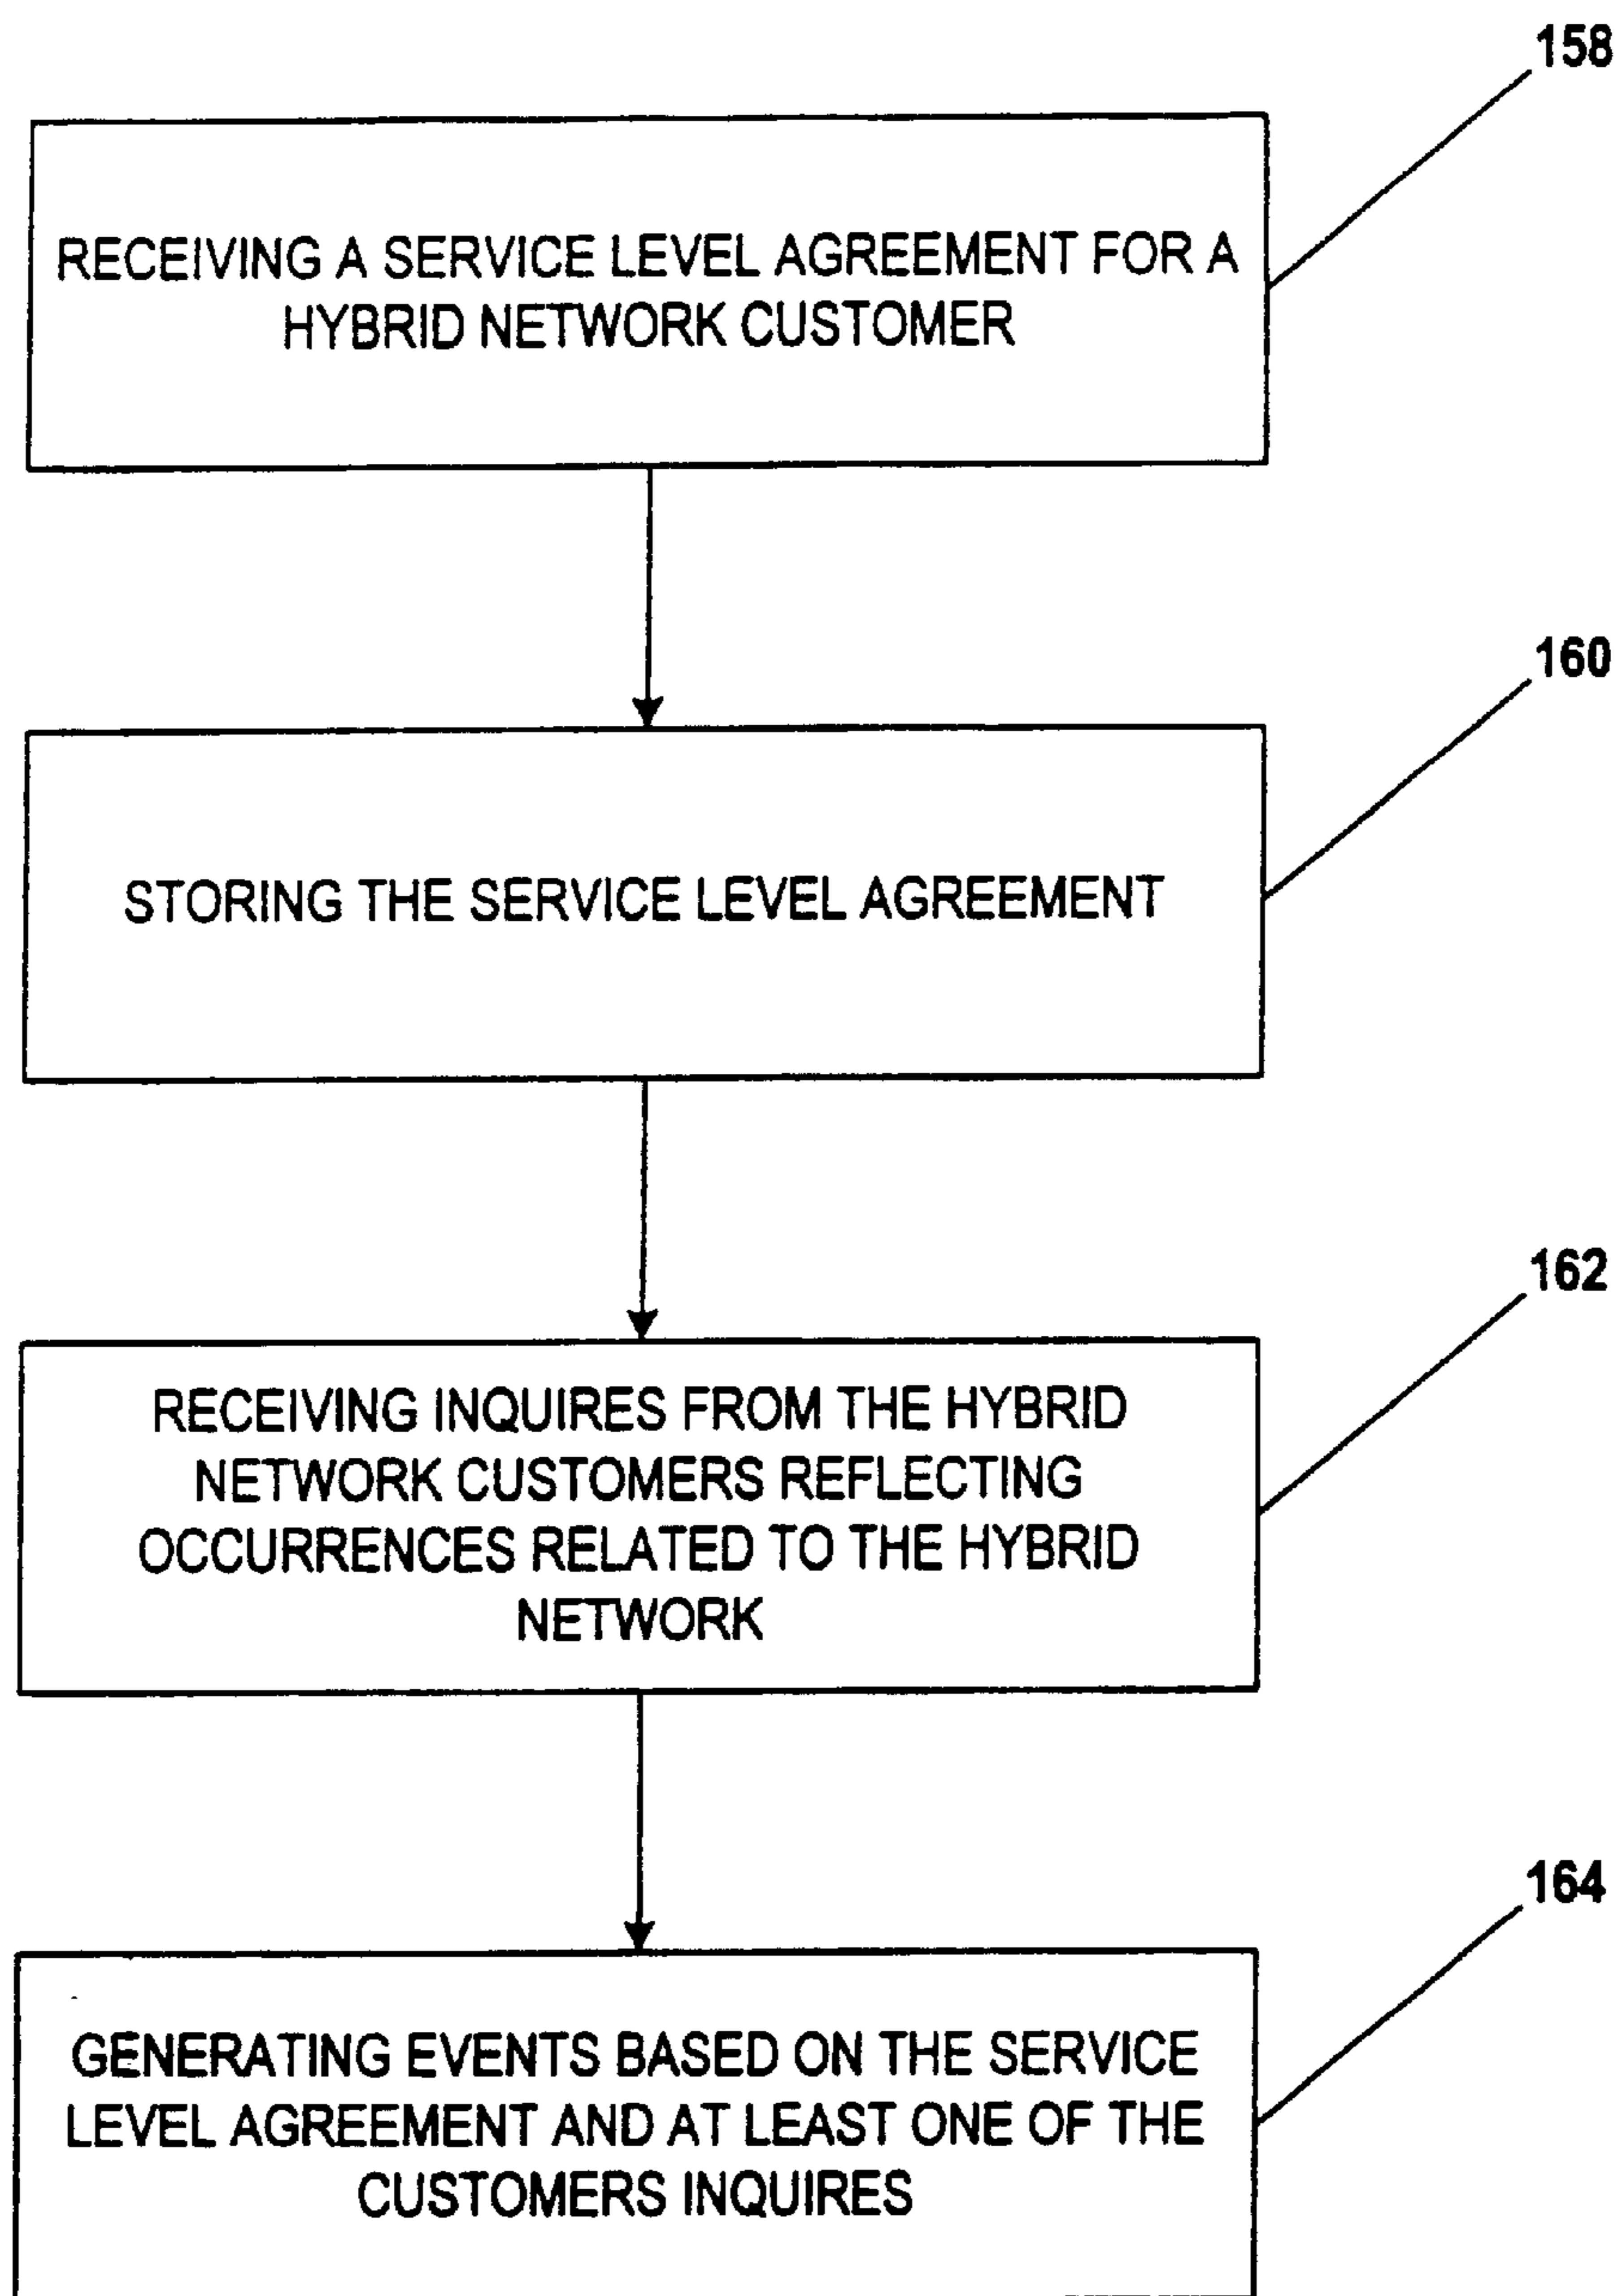 158
RECEIVING A SERVICE LEVEL AGREEMENT FOR A
HYBRID NETWORK CUSTOMER
160
STORING THE SERVICE LEVEL AGREEMENT
162
RECEIVING INQUIRES FROM THE HYBRID
NETWORK CUSTOMERS REFLECTING
OCCURRENCES RELATED TO THE HYBRID
NETWORK
164
GENERATING EVENTS BASED ON THE SERVICE
LEVEL AGREEMENT AND AT LEAST ONE OF THE
CUSTOMERS INQUIRES